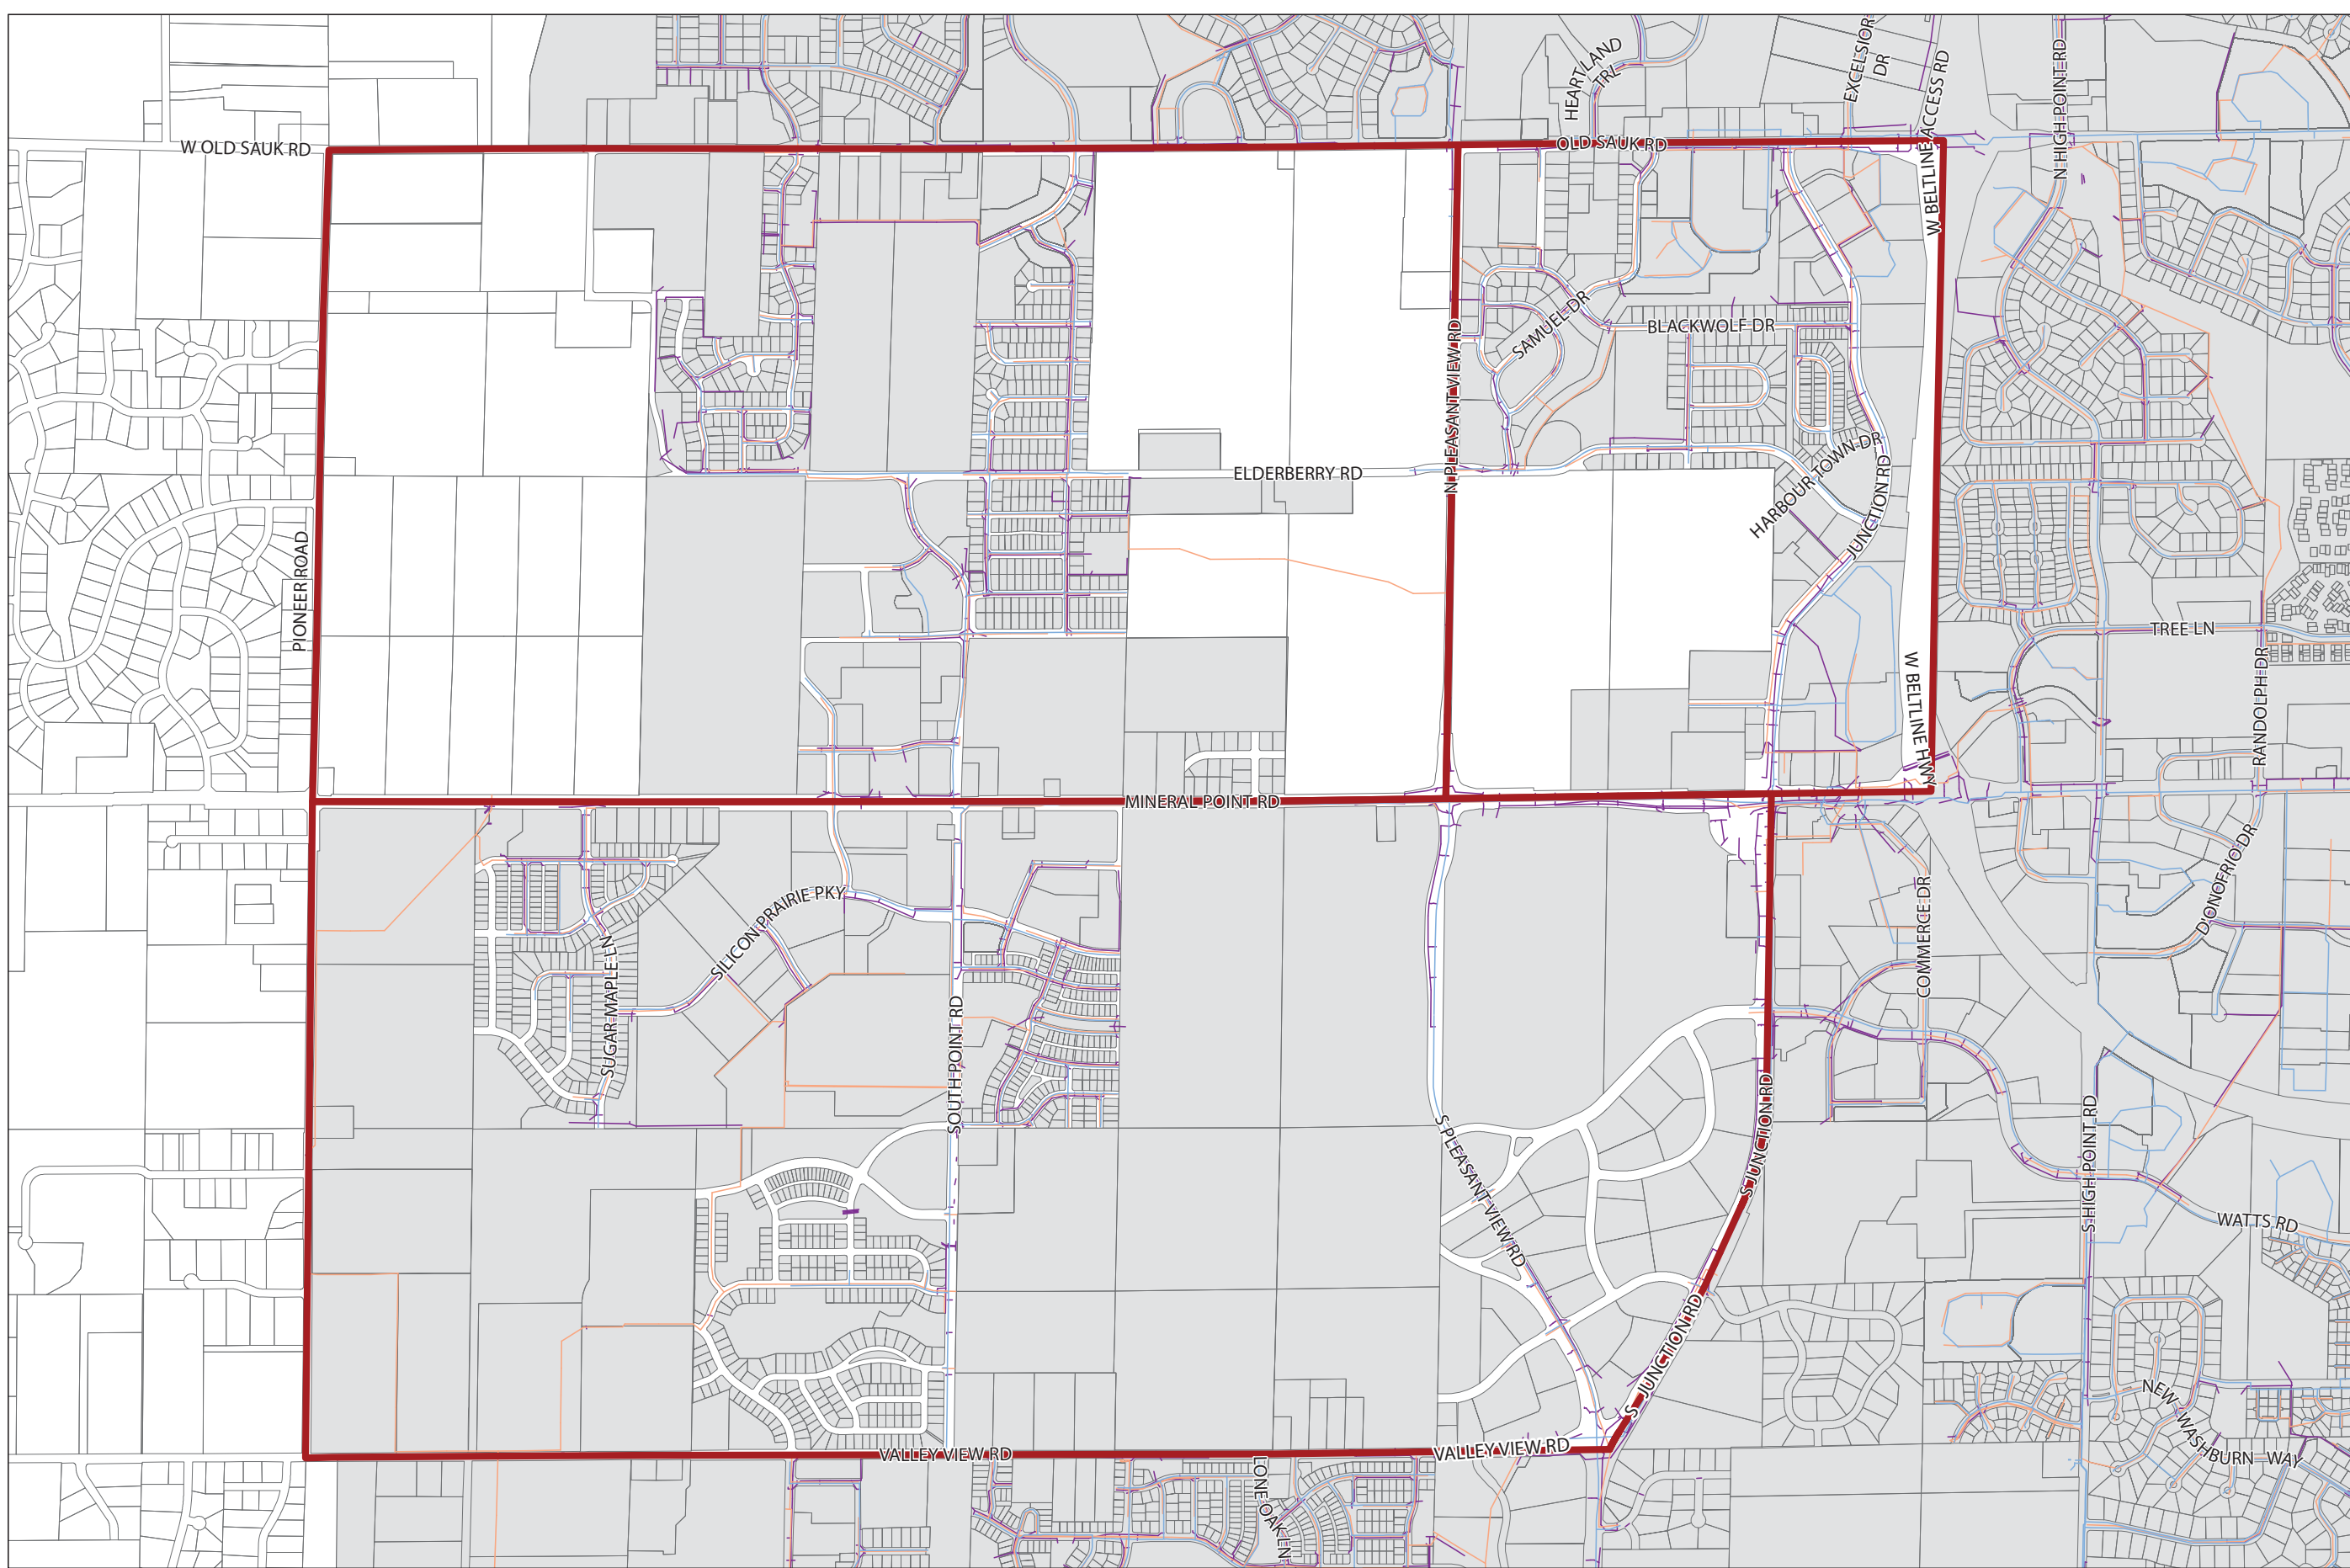 HEARTLAND
TRL
EXCELSIOR
DR
W BELTLINE ACCESS RD
N HIGH POINT RD
W OLD SAUK RD
OLD SAUK RD
N PLEASANT VIEW RD
SAMUEL DR
BLACKWOLF DR
ELDERBERRY RD
HARBOUR TOWN DR
JUNCTION RD
PIONEER ROAD
TREE LN
W BELTLINE HWY
RANDOLPH DR
MINERAL POINT RD
SILICON PRAIRIE PKY
SUGAR MAPLE LN
SOUTH POINT RD
COMMERCE DR
D'ONOFRIO DR
S PLEASANT VIEW RD
S JUNCTION RD
S HIGH POINT RD
WATTS RD
S JUNCTION RD
VALLEY VIEW RD
VALLEY VIEW RD
LONE OAK LN
NEW WASHBURN WAY